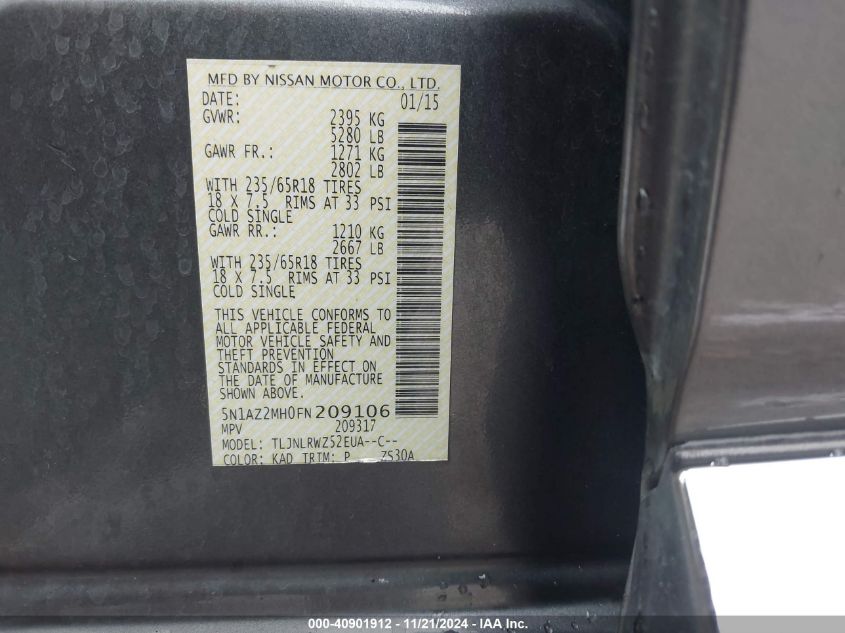 MFD BY NISSAN MOTOR CO., LTD.
DATE: 01/15
GVWR: 2395 KG
5280 LB
GAWR FR.: 1271 KG
2802 LB
WITH 235/65R18 TIRES
18 X 7.5 RIMS AT 33 PSI
COLD SINGLE
GAWR RR.: 1210 KG
2667 LB
WITH 235/65R18 TIRES
18 X 7.5 RIMS AT 33 PSI
COLD SINGLE
THIS VEHICLE CONFORMS TO
ALL APPLICABLE FEDERAL
MOTOR VEHICLE SAFETY AND
THEFT PREVENTION
STANDARDS IN EFFECT ON
THE DATE OF MANUFACTURE
SHOWN ABOVE.
5N1AZ2MH0FN209106
MPV 209317
MODEL: TLJNLRWZ52EUA--C--
COLOR: KAD TRIM: P ZS30A
000-40901912 - 11/21/2024 - IAA Inc.